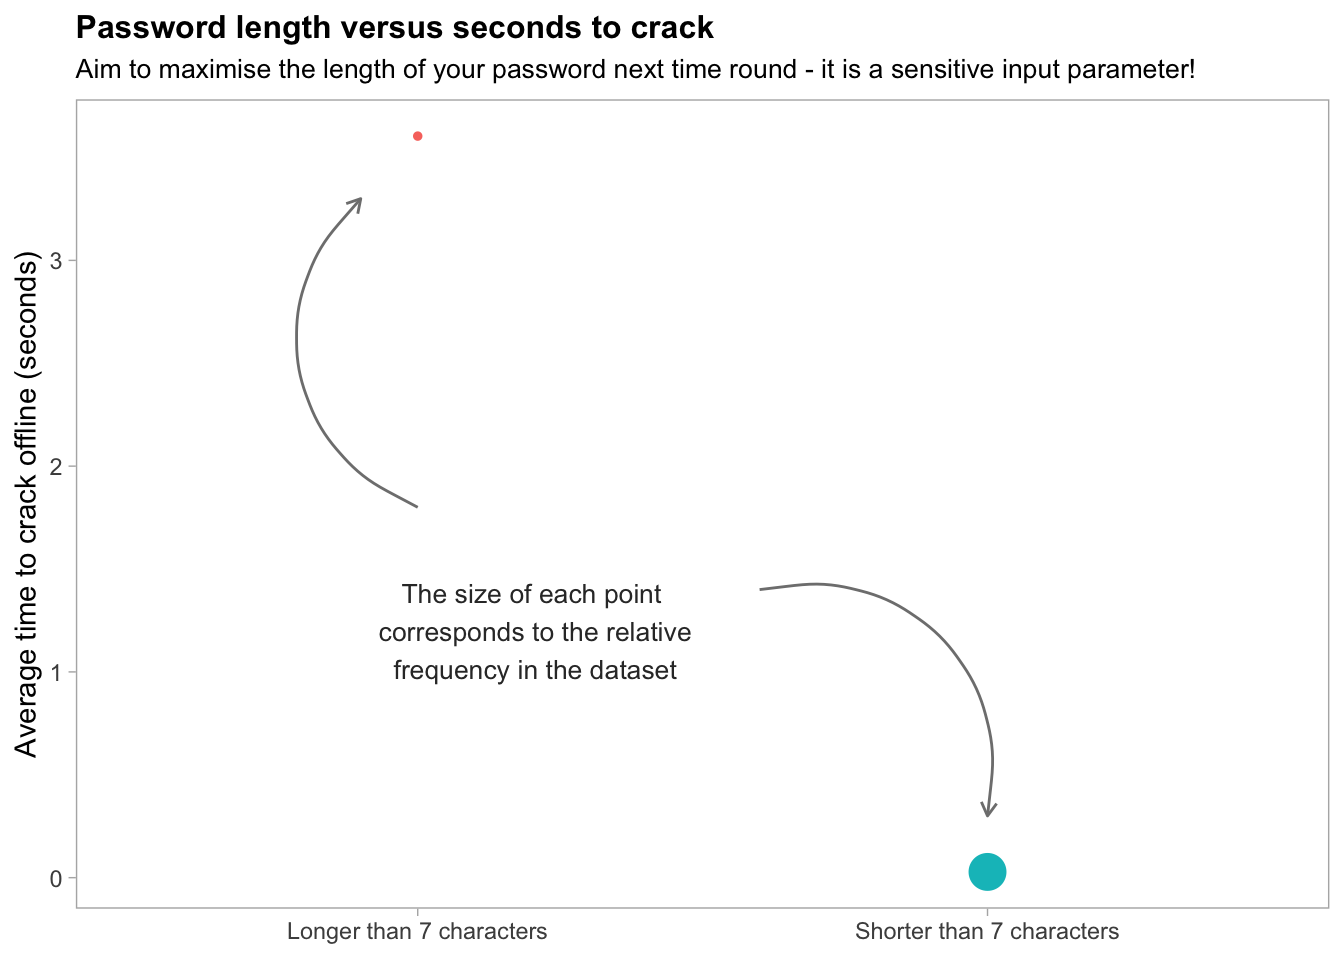 Password length versus seconds to crack
Aim to maximise the length of your password next time round - it is a sensitive input parameter!
Average time to crack offline (seconds)
3
2
1
0
The size of each point
corresponds to the relative
frequency in the dataset
Longer than 7 characters
Shorter than 7 characters